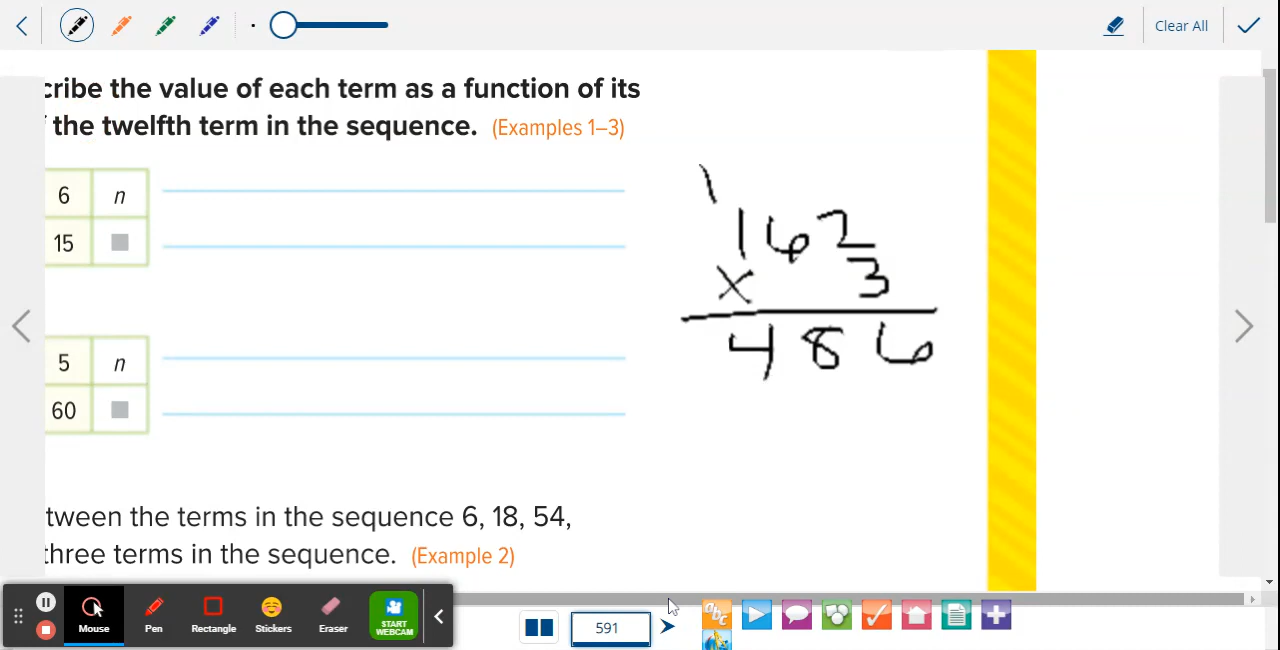 Clear All
cribe the value of each term as a function of its
the twelfth term in the sequence. (Examples 1–3)
6 n
15
1
162
x 3
486
5 n
60
tween the terms in the sequence 6, 18, 54,
three terms in the sequence. (Example 2)
Mouse
Pen
Rectangle
Stickers
Eraser
START
WEBCAM
591
abc